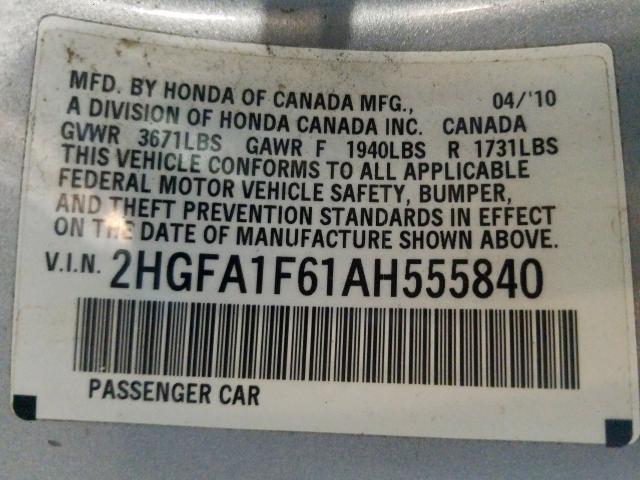 MFD. BY HONDA OF CANADA MFG., 04/'10
A DIVISION OF HONDA CANADA INC. CANADA
GVWR 3671LBS GAWR F 1940LBS R 1731LBS
THIS VEHICLE CONFORMS TO ALL APPLICABLE
FEDERAL MOTOR VEHICLE SAFETY, BUMPER,
AND THEFT PREVENTION STANDARDS IN EFFECT
ON THE DATE OF MANUFACTURE SHOWN ABOVE.
V.I.N. 2HGFA1F61AH555840
PASSENGER CAR